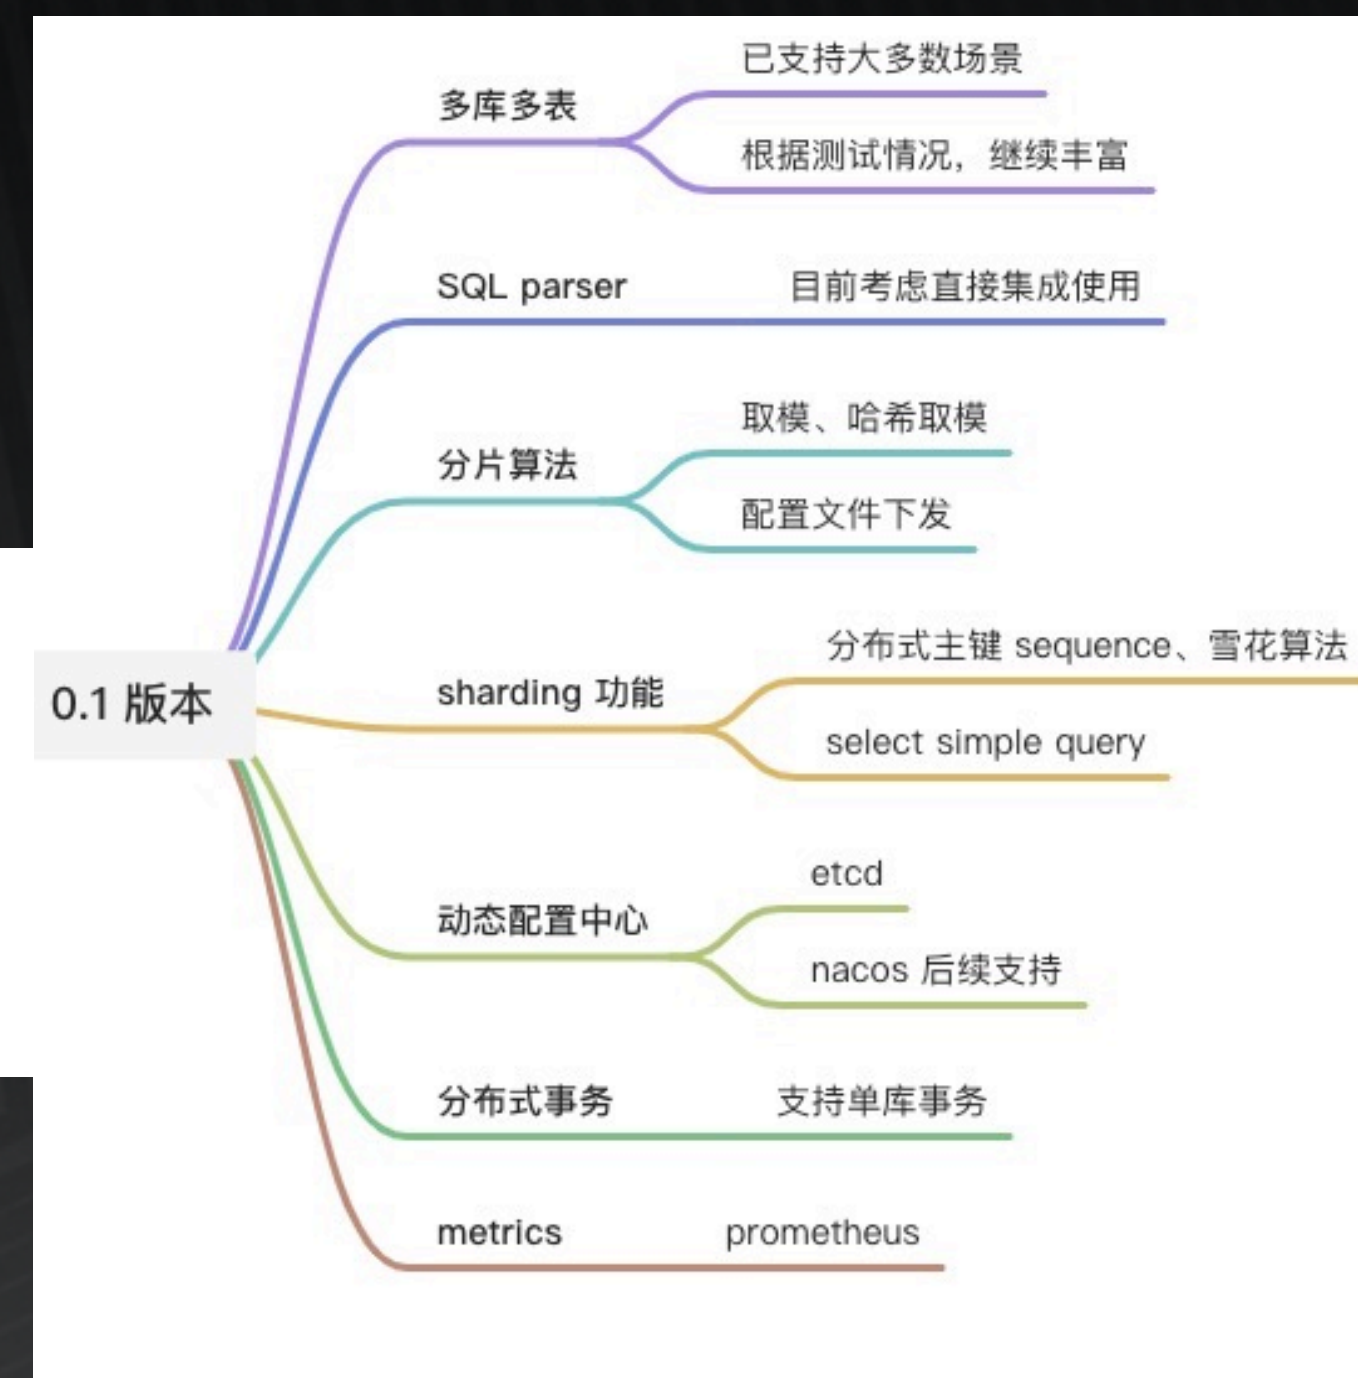 已支持大多数场景
多库多表
根据测试情况，继续丰富
SQL parser
目前考虑直接集成使用
取模、哈希取模
分片算法
配置文件下发
分布式主键 sequence、雪花算法
0.1 版本
sharding 功能
select simple query
etcd
动态配置中心
nacos 后续支持
分布式事务
支持单库事务
metrics
prometheus